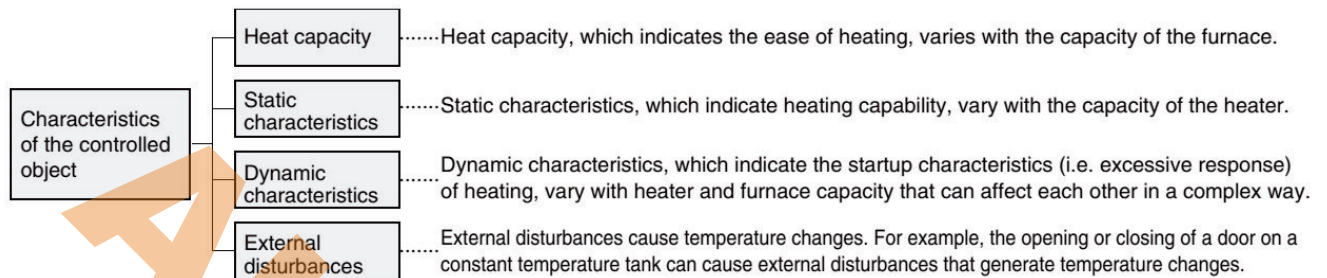 Heat capacity
Heat capacity, which indicates the ease of heating, varies with the capacity of the furnace.
Characteristics
of the controlled
object
Static
characteristics
Static characteristics, which indicate heating capability, vary with the capacity of the heater.
Dynamic
characteristics
Dynamic characteristics, which indicate the startup characteristics (i.e. excessive response)
of heating, vary with heater and furnace capacity that can affect each other in a complex way.
External
disturbances
External disturbances cause temperature changes. For example, the opening or closing of a door on a
constant temperature tank can cause external disturbances that generate temperature changes.